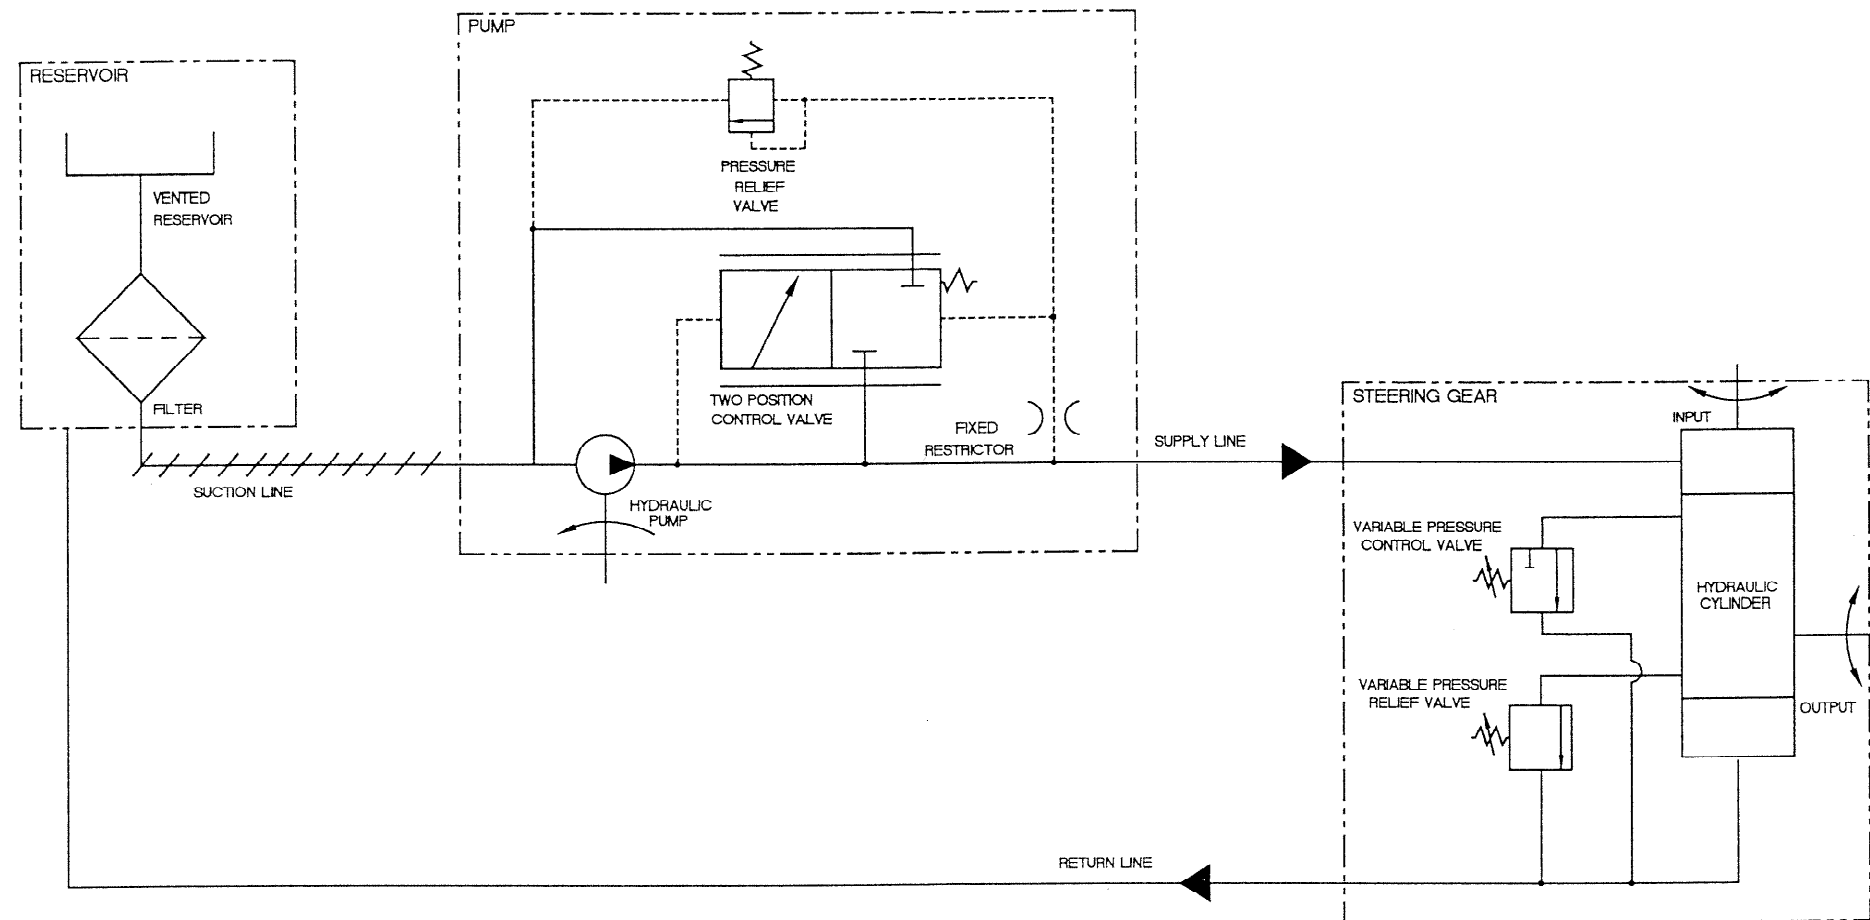 PUMP
RESERVOIR
VENTED
RESERVOIR
FILTER
SUCTION LINE
PRESSURE
RELIEF
VALVE
TWO POSITION
CONTROL VALVE
FIXED
RESTRICTOR
HYDRAULIC
PUMP
SUPPLY LINE
STEERING GEAR
INPUT
VARIABLE PRESSURE
CONTROL VALVE
HYDRAULIC
CYLINDER
VARIABLE PRESSURE
RELIEF VALVE
OUTPUT
RETURN LINE